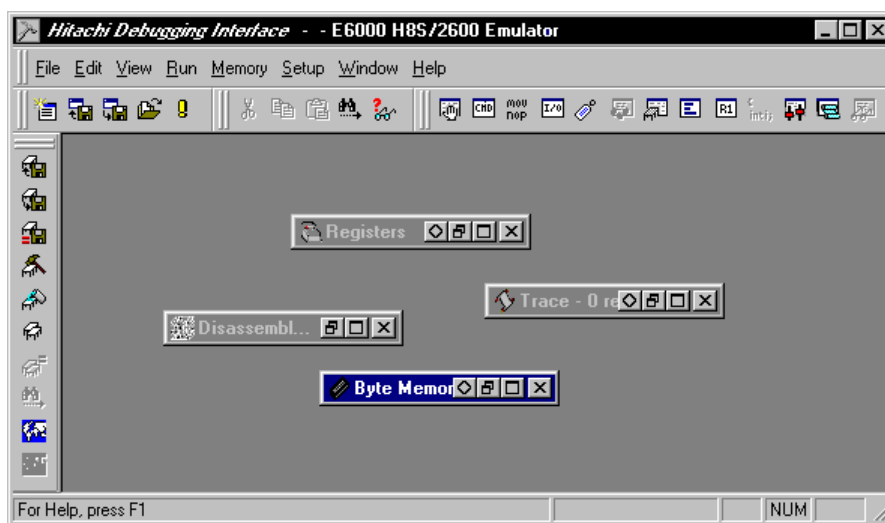 Hitachi Debugging Interface - - E6000 H8S/2600 Emulator
File Edit View Run Memory Setup Window Help
CMD MOV NOP I/O R1
Registers
Trace - 0 re
Disassembl...
Byte Memor
For Help, press F1
NUM